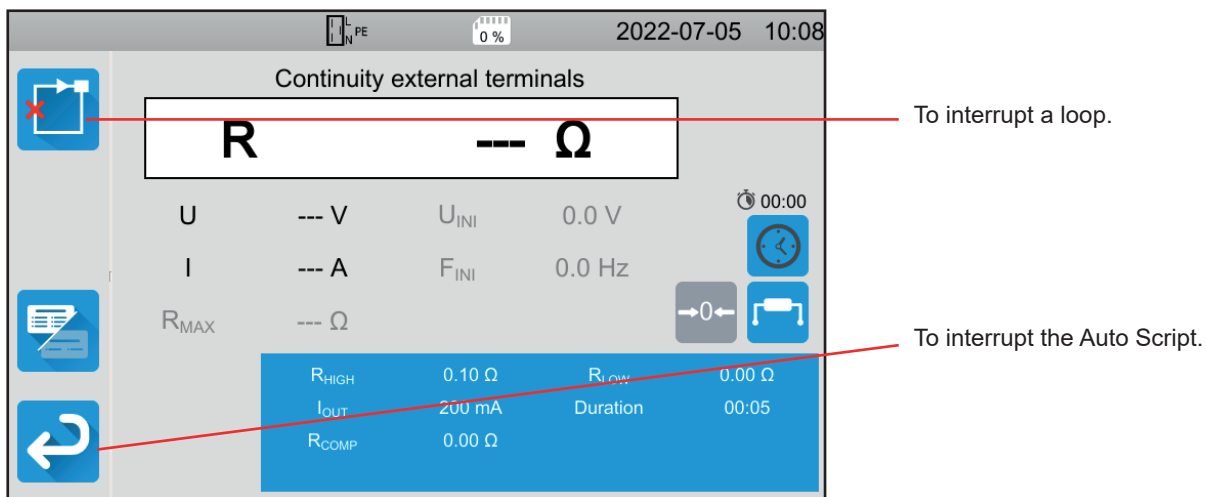 L
N PE
0 %
2022-07-05 10:08
Continuity external terminals
To interrupt a loop.
R --- Ω
00:00
U --- V UINI 0.0 V
I --- A FINI 0.0 Hz
RMAX --- Ω
→0←
To interrupt the Auto Script.
RHIGH 0.10 Ω RLOW 0.00 Ω
IOUT 200 mA Duration 00:05
RCOMP 0.00 Ω